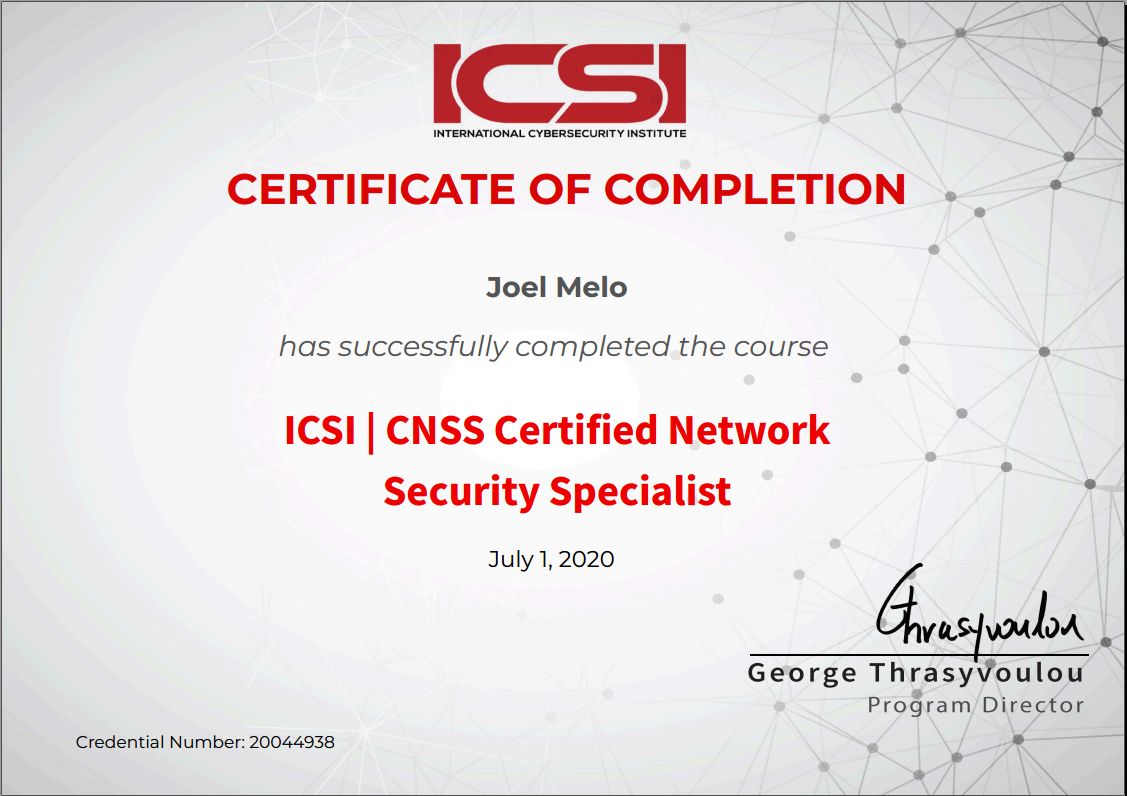 ICSI
INTERNATIONAL CYBERSECURITY INSTITUTE
CERTIFICATE OF COMPLETION
Joel Melo
has successfully completed the course
ICSI | CNSS Certified Network
Security Specialist
July 1, 2020
Thrasyvoulou
George Thrasyvoulou
Program Director
Credential Number: 20044938